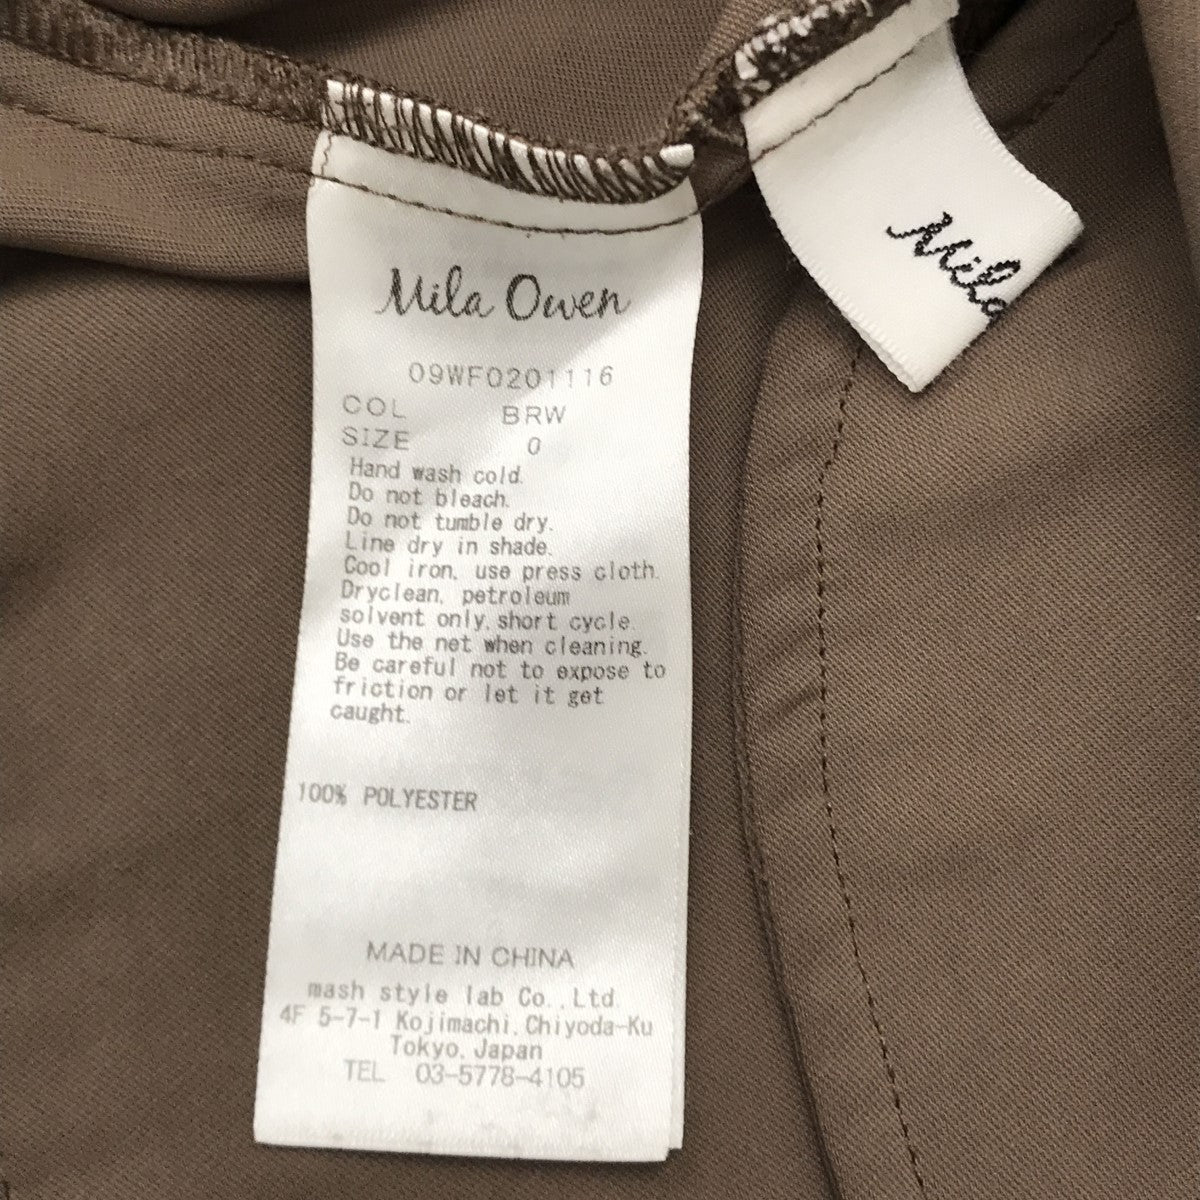 Mila Owen
09WF0201116
COL BRW
SIZE 0
Hand wash cold.
Do not bleach.
Do not tumble dry.
Line dry in shade.
Cool iron, use press cloth.
Dryclean, petroleum
solvent only, short cycle.
Use the net when cleaning.
Be careful not to expose to
friction or let it get
caught.
100% POLYESTER
MADE IN CHINA
mash style lab Co.,Ltd.
4F 5-7-1 Kojimachi, Chiyoda-Ku
Tokyo, Japan
TEL 03-5778-4105
Mila